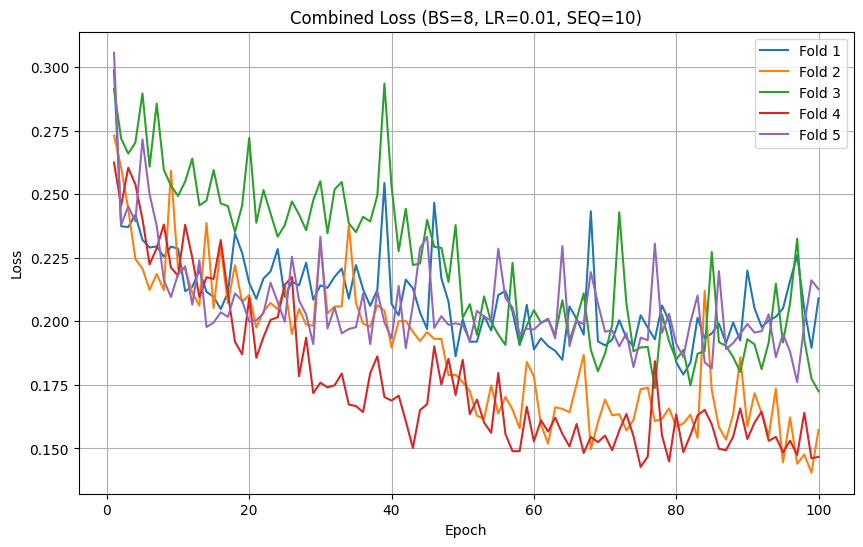 Combined Loss (BS=8, LR=0.01, SEQ=10)
Fold 1
Fold 2
Fold 3
Fold 4
Fold 5
0.300
0.275
0.250
0.225
0.200
0.175
0.150
Loss
0 20 40 60 80 100
Epoch